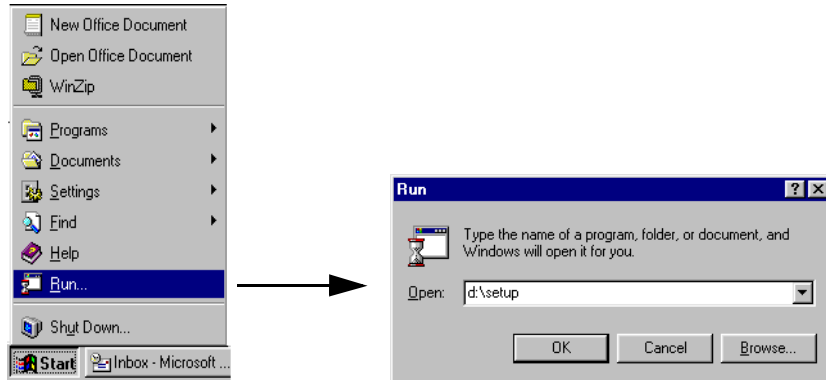 New Office Document
Open Office Document
WinZip
Programs
Documents
Settings
Find
Help
Run...
Shut Down...
Start
Inbox - Microsoft ...
Run
Type the name of a program, folder, or document, and
Windows will open it for you.
Open: d:\setup
OK Cancel Browse...